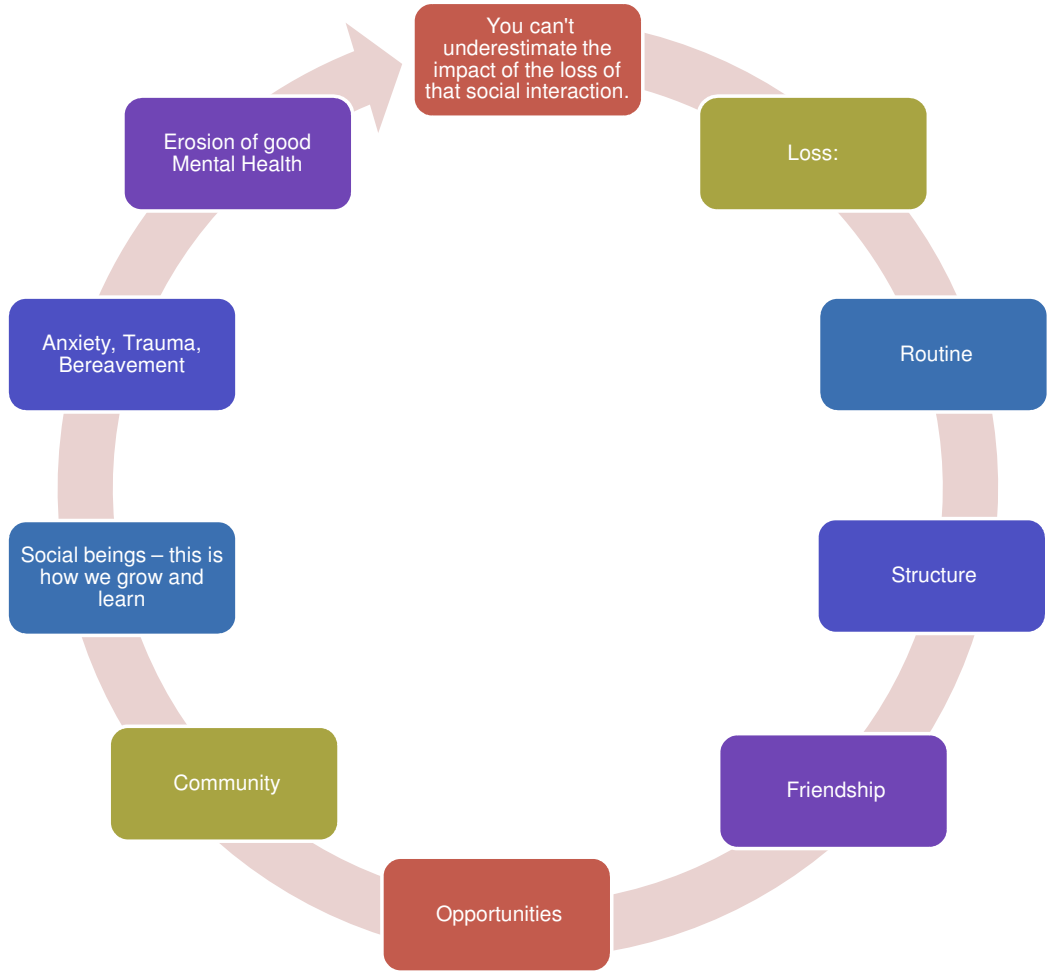 You can't
underestimate the
impact of the loss of
that social interaction.
Loss:
Routine
Structure
Friendship
Opportunities
Community
Social beings – this is
how we grow and
learn
Anxiety, Trauma,
Bereavement
Erosion of good
Mental Health